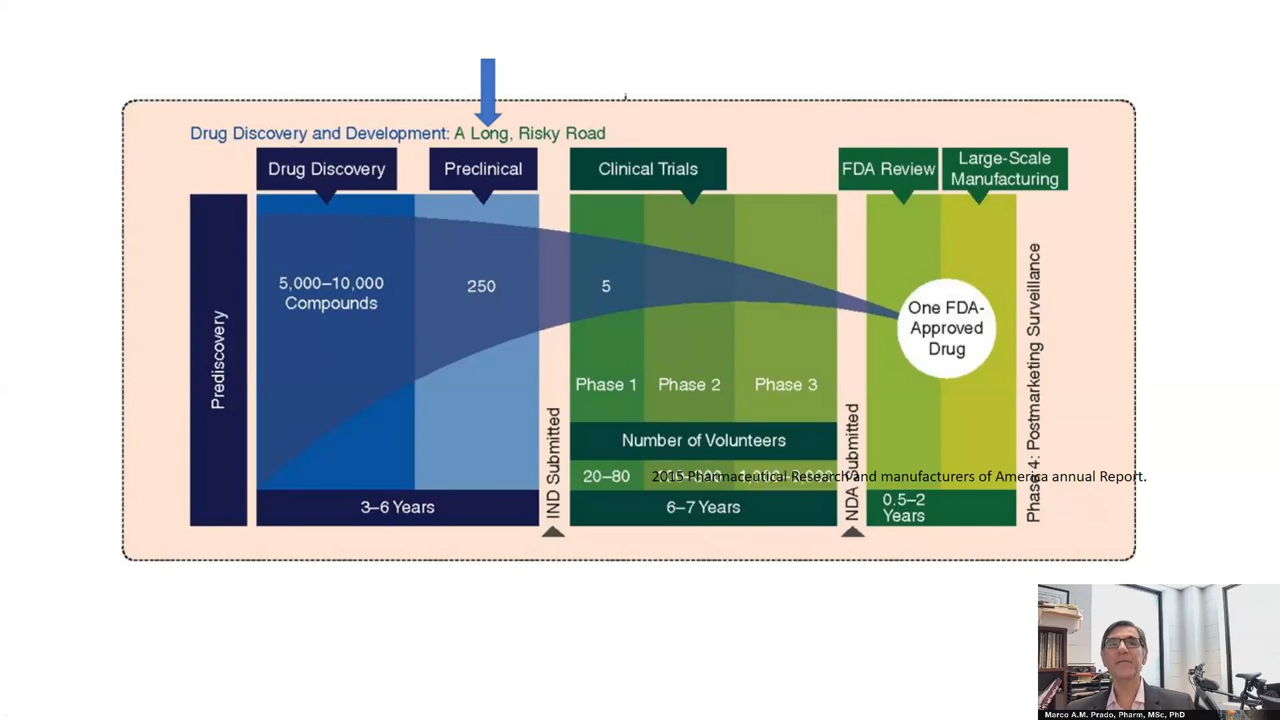 Drug Discovery and Development: A Long, Risky Road
Drug Discovery
Preclinical
Clinical Trials
FDA Review
Large-Scale
Manufacturing
Prediscovery
5,000–10,000
Compounds
250
5
One FDA-
Approved
Drug
Phase 1
Phase 2
Phase 3
Number of Volunteers
20–80
2015 Pharmaceutical Research and manufacturers of America annual Report.
3–6 Years
IND Submitted
6–7 Years
NDA Submitted
0.5–2
Years
Phase 4: Postmarketing Surveillance
Marco A.M. Prado, Pharm, MSc, PhD